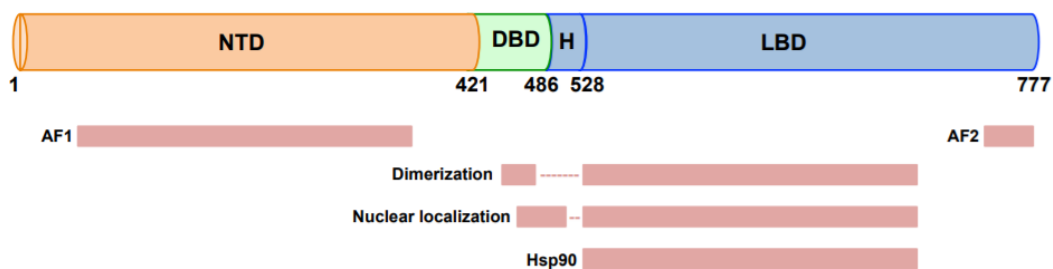 NTD DBD H LBD
1 421 486 528 777
AF1 AF2
Dimerization
Nuclear localization
Hsp90